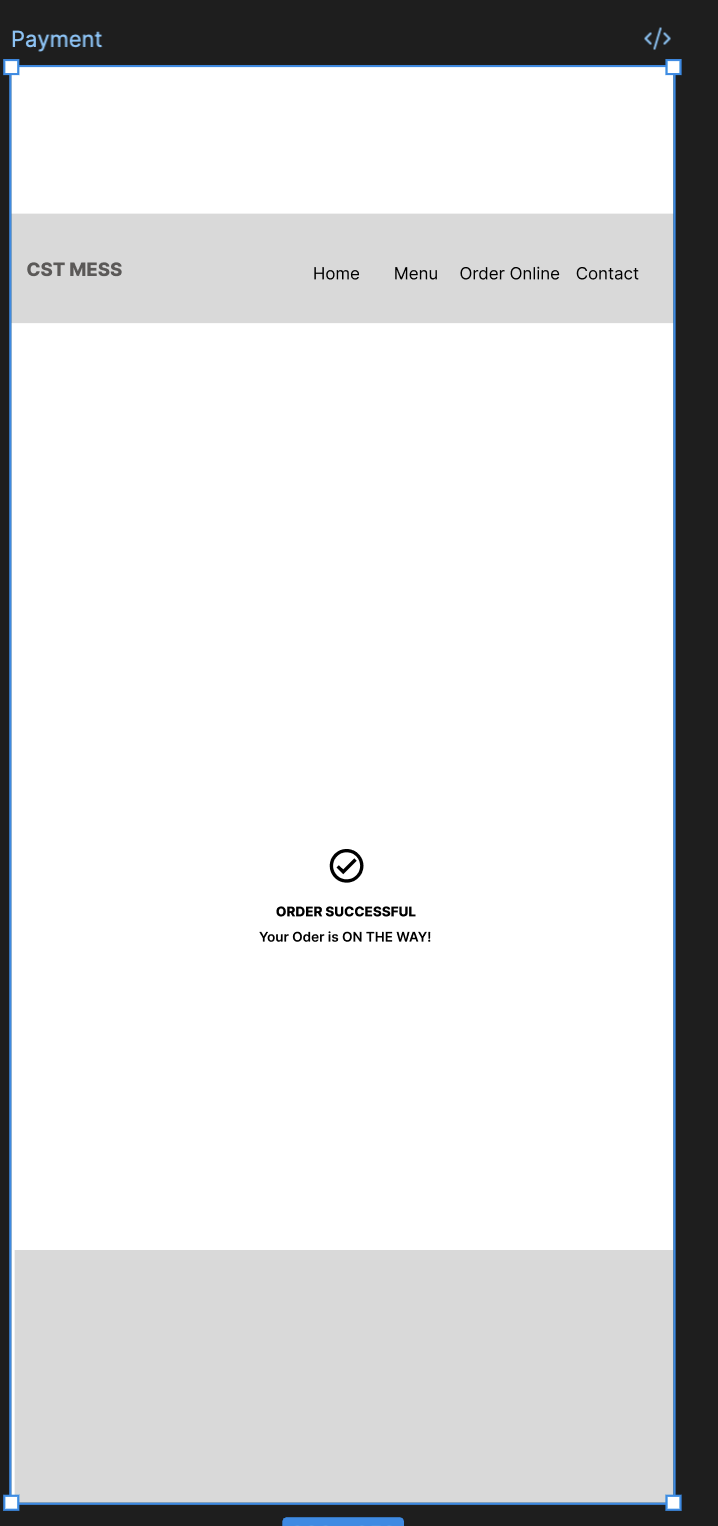 Payment </>
CST MESS
Home Menu Order Online Contact
ORDER SUCCESSFUL
Your Oder is ON THE WAY!